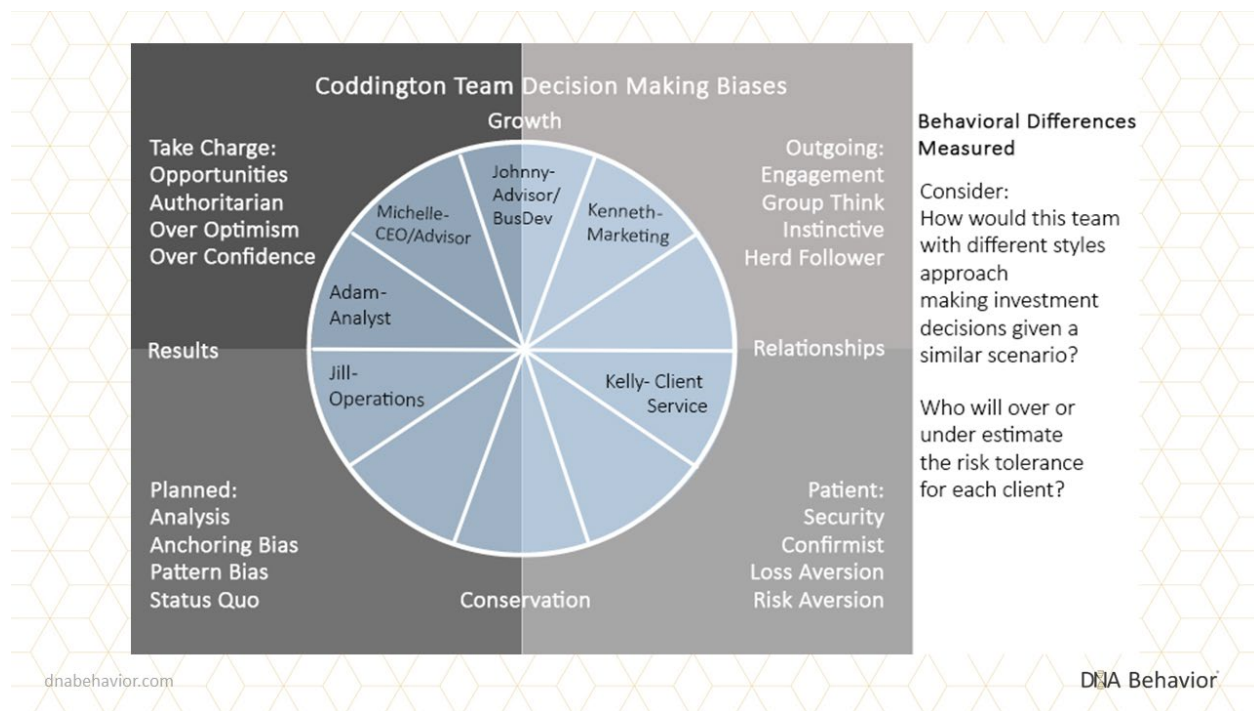 Coddington Team Decision Making Biases
Growth
Take Charge:
Opportunities
Authoritarian
Over Optimism
Over Confidence
Outgoing:
Engagement
Group Think
Instinctive
Herd Follower
Johnny-
Advisor/
BusDev
Michelle-
CEO/Advisor
Kenneth-
Marketing
Adam-
Analyst
Results
Relationships
Jill-
Operations
Kelly- Client
Service
Planned:
Analysis
Anchoring Bias
Pattern Bias
Status Quo
Conservation
Patient:
Security
Confirmist
Loss Aversion
Risk Aversion
Behavioral Differences
Measured
Consider:
How would this team
with different styles
approach
making investment
decisions given a
similar scenario?
Who will over or
under estimate
the risk tolerance
for each client?
dnabehavior.com
DNA Behavior